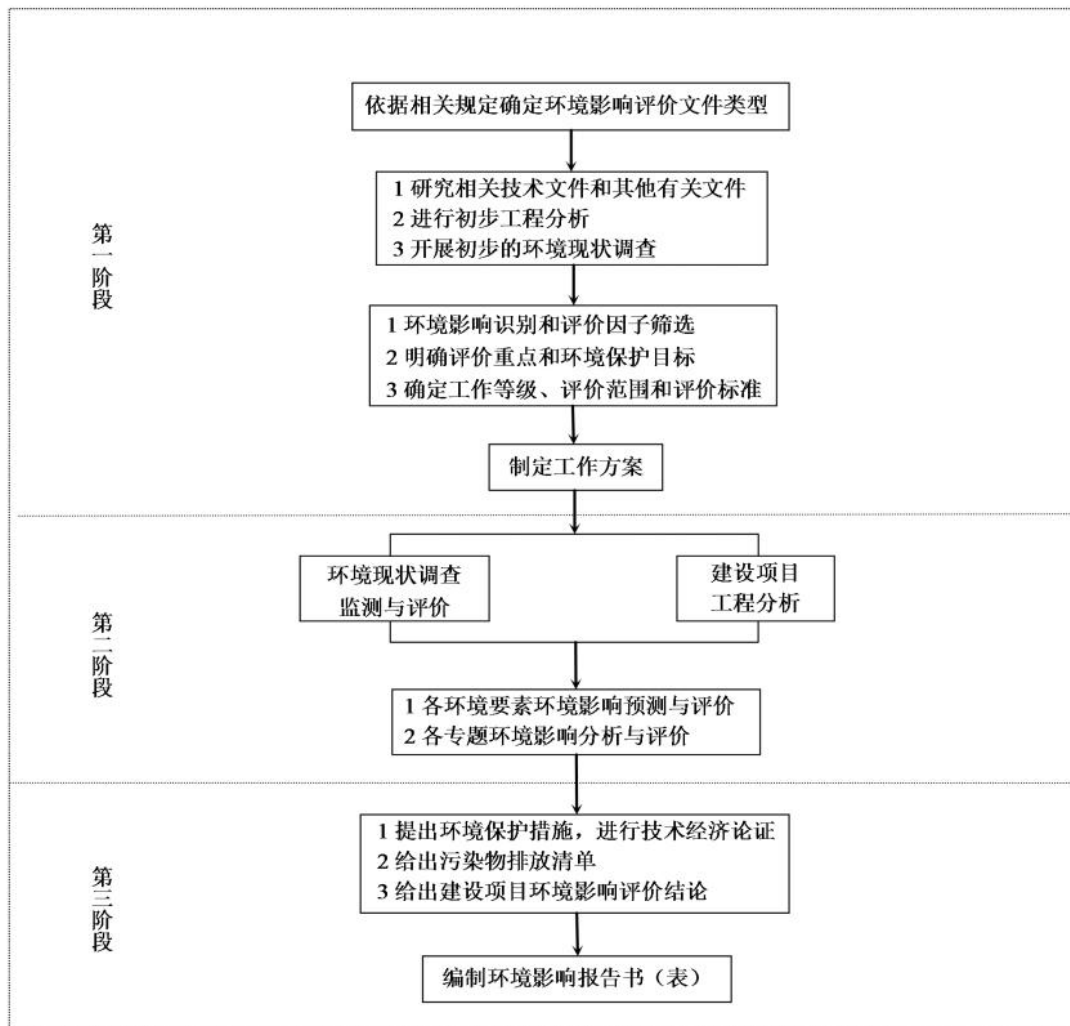 依据相关规定确定环境影响评价文件类型
1 研究相关技术文件和其他有关文件
2 进行初步工程分析
3 开展初步的环境现状调查
第一阶段
1 环境影响识别和评价因子筛选
2 明确评价重点和环境保护目标
3 确定工作等级、评价范围和评价标准
制定工作方案
环境现状调查
监测与评价
建设项目
工程分析
第二阶段
1 各环境要素环境影响预测与评价
2 各专题环境影响分析与评价
1 提出环境保护措施，进行技术经济论证
2 给出污染物排放清单
3 给出建设项目环境影响评价结论
第三阶段
编制环境影响报告书（表）